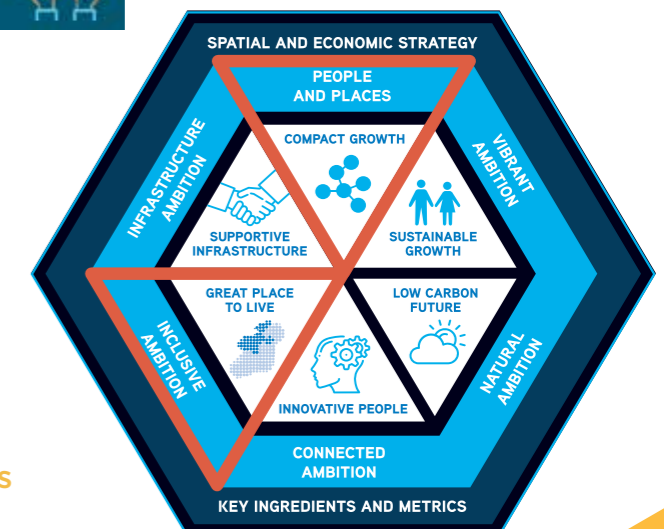 SPATIAL AND ECONOMIC STRATEGY
PEOPLE
AND PLACES
INFRASTRUCTURE
AMBITION
VIBRANT
AMBITION
COMPACT GROWTH
SUPPORTIVE
INFRASTRUCTURE
SUSTAINABLE
GROWTH
GREAT PLACE
TO LIVE
LOW CARBON
FUTURE
INCLUSIVE
AMBITION
NATURAL
AMBITION
INNOVATIVE PEOPLE
CONNECTED
AMBITION
S
KEY INGREDIENTS AND METRICS